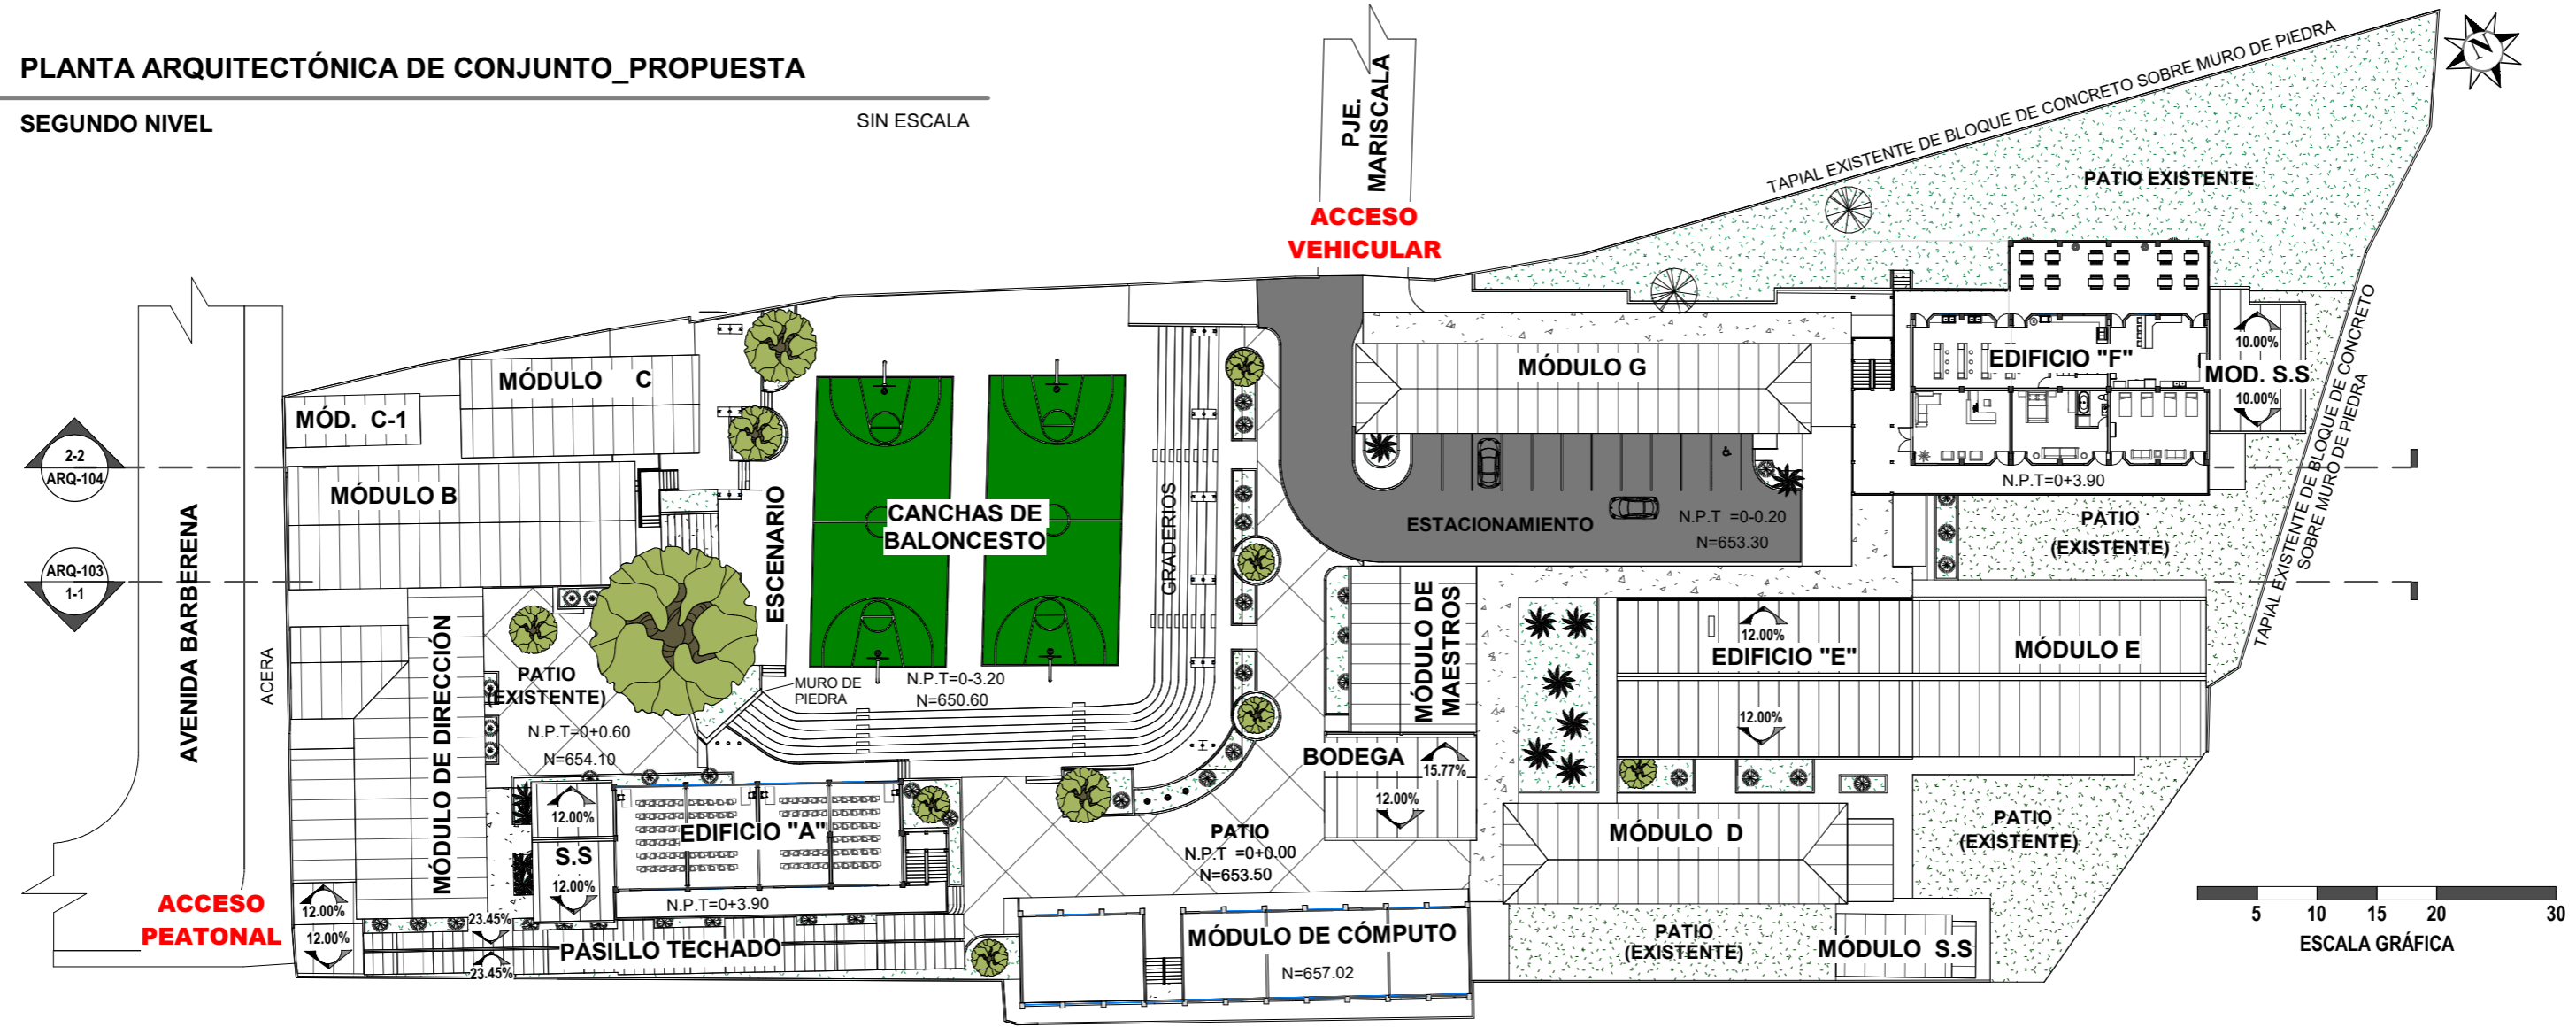 PLANTA ARQUITECTÓNICA DE CONJUNTO_PROPUESTA
SEGUNDO NIVEL
SIN ESCALA
PJE.
MARISCALA
ACCESO
VEHICULAR
TAPIAL EXISTENTE DE BLOQUE DE CONCRETO SOBRE MURO DE PIEDRA
N
PATIO EXISTENTE
MÓDULO C
MÓD. C-1
MÓDULO B
2-2
ARQ-104
ARQ-103
1-1
AVENIDA BARBERENA
ACERA
MÓDULO DE DIRECCIÓN
PATIO
(EXISTENTE)
N.P.T=0+0.60
N=654.10
ESCENARIO
CANCHAS DE
BALONCESTO
GRADERIOS
MURO DE
PIEDRA
N.P.T=0-3.20
N=650.60
MÓDULO G
ESTACIONAMIENTO
N.P.T =0-0.20
N=653.30
EDIFICIO "F"
N.P.T=0+3.90
MOD. S.S
10.00%
10.00%
TAPIAL EXISTENTE DE BLOQUE DE CONCRETO
SOBRE MURO DE PIEDRA
PATIO
(EXISTENTE)
MÓDULO DE
MAESTROS
12.00%
EDIFICIO "E"
MÓDULO E
12.00%
BODEGA
15.77%
12.00%
12.00%
S.S
12.00%
EDIFICIO "A"
N.P.T=0+3.90
PATIO
N.P.T =0+0.00
N=653.50
MÓDULO D
PATIO
(EXISTENTE)
ACCESO
PEATONAL
12.00%
12.00%
23.45%
23.45%
PASILLO TECHADO
MÓDULO DE CÓMPUTO
N=657.02
PATIO
(EXISTENTE)
MÓDULO S.S
5 10 15 20 30
ESCALA GRÁFICA